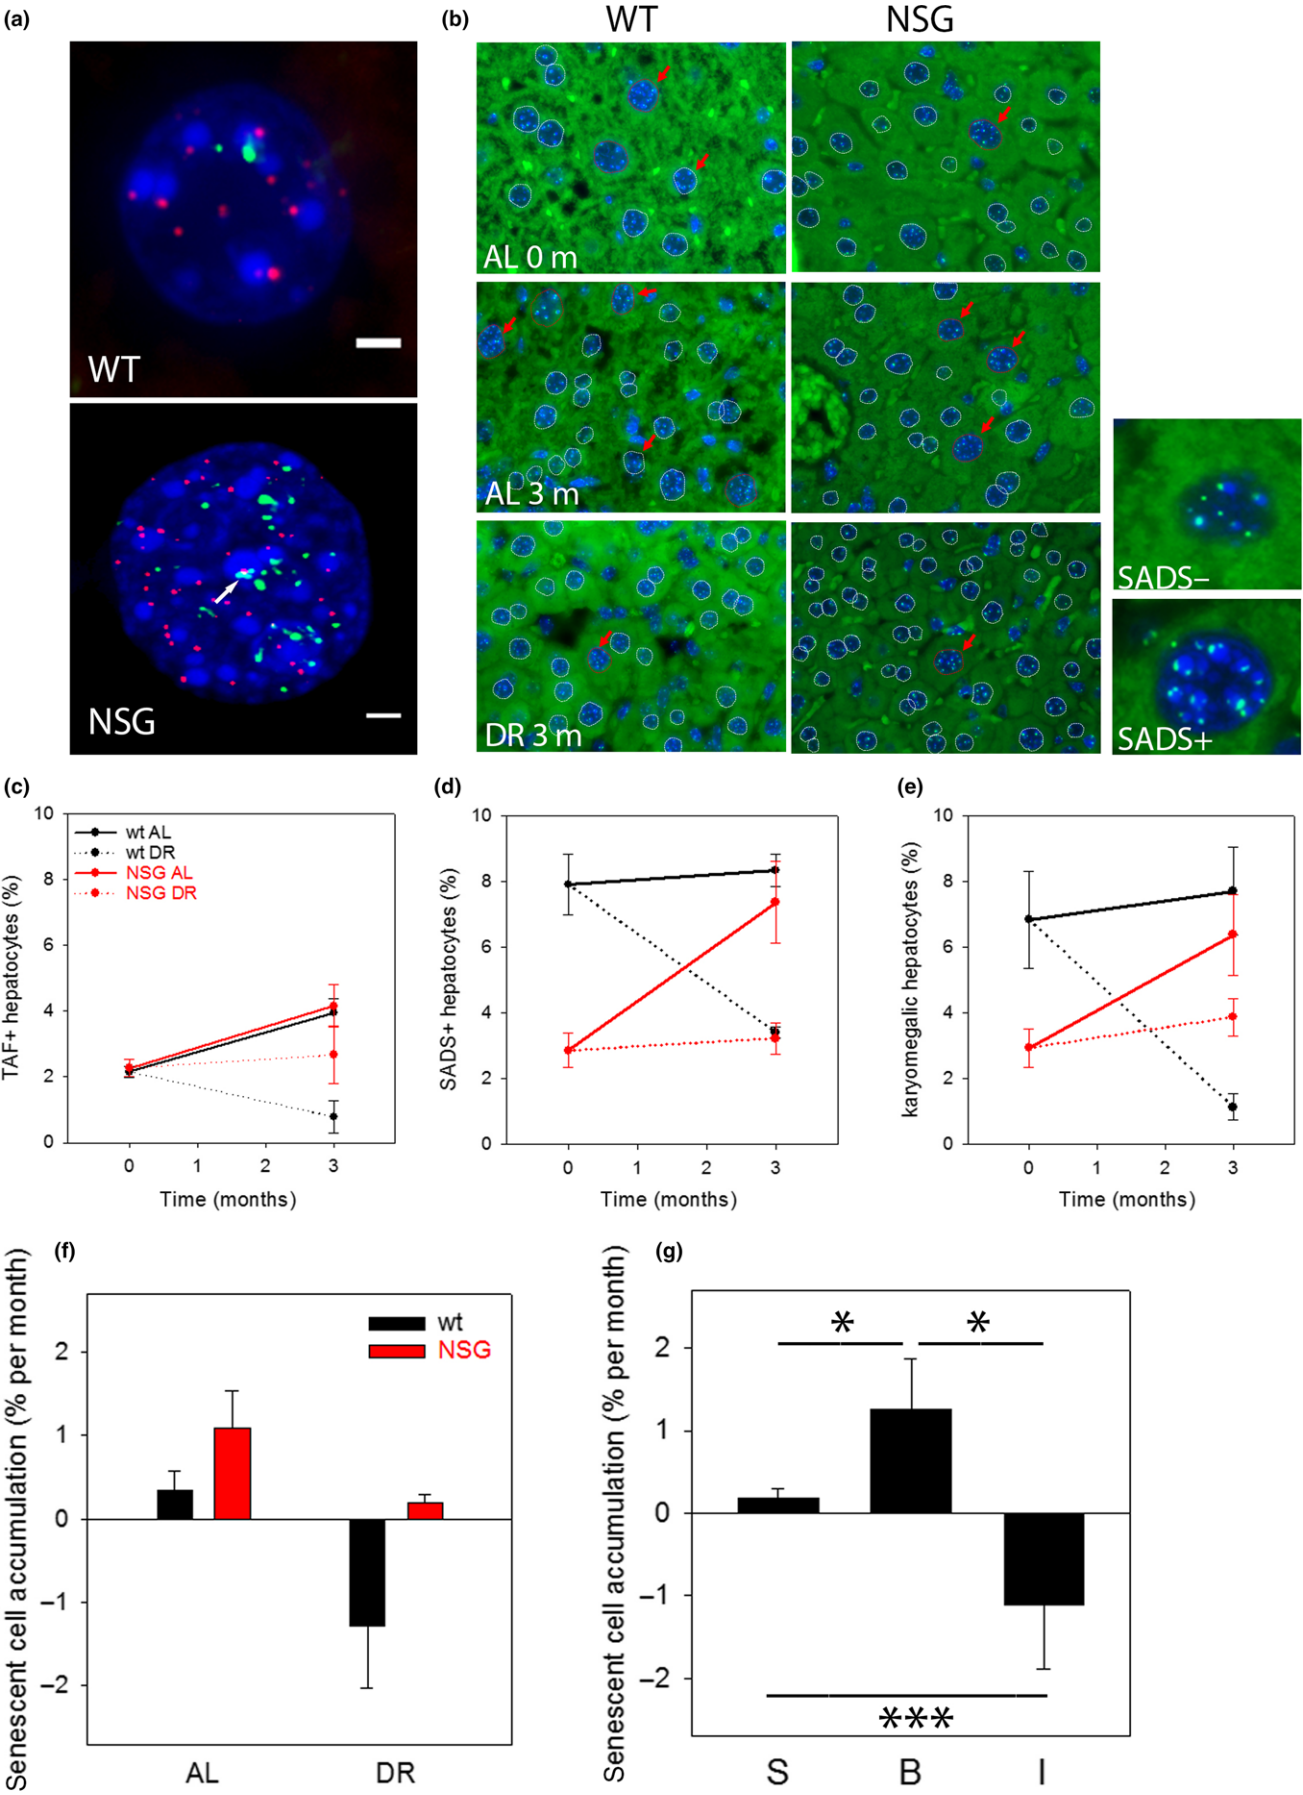 (a)
(b)
WT
NSG
WT
NSG
AL 0 m
AL 3 m
DR 3 m
SADS–
SADS+
(c)
(d)
(e)
TAF+ hepatocytes (%)
10
8
6
4
2
0
wt AL
wt DR
NSG AL
NSG DR
0 1 2 3
Time (months)
SADS+ hepatocytes (%)
10
8
6
4
2
0
0 1 2 3
Time (months)
karyomegalic hepatocytes (%)
10
8
6
4
2
0
0 1 2 3
Time (months)
(f)
Senescent cell accumulation (% per month)
2
1
0
–1
–2
wt
NSG
AL DR
(g)
Senescent cell accumulation (% per month)
2
1
0
–1
–2
* *
***
S B I